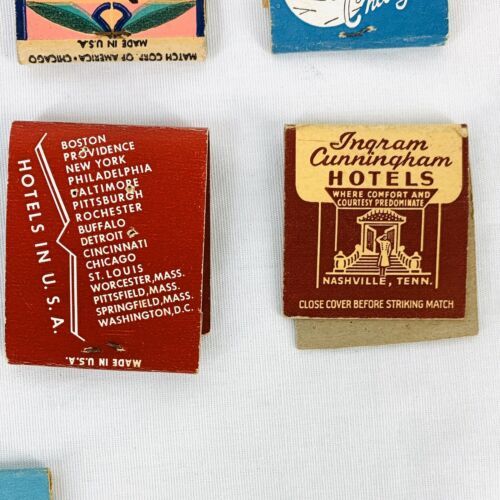 MATCH CORP. OF AMERICA • CHICAGO
MADE IN U.S.A.
Chicago
HOTELS IN U.S.A.
BOSTON
PROVIDENCE
NEW YORK
PHILADELPHIA
BALTIMORE
PITTSBURGH
ROCHESTER
BUFFALO
DETROIT
CINCINNATI
CHICAGO
ST. LOUIS
WORCESTER, MASS.
PITTSFIELD, MASS.
SPRINGFIELD, MASS.
WASHINGTON, D.C.
MADE IN U.S.A.
Ingram
Cunningham
HOTELS
WHERE COMFORT AND
COURTESY PREDOMINATE
NASHVILLE, TENN.
CLOSE COVER BEFORE STRIKING MATCH